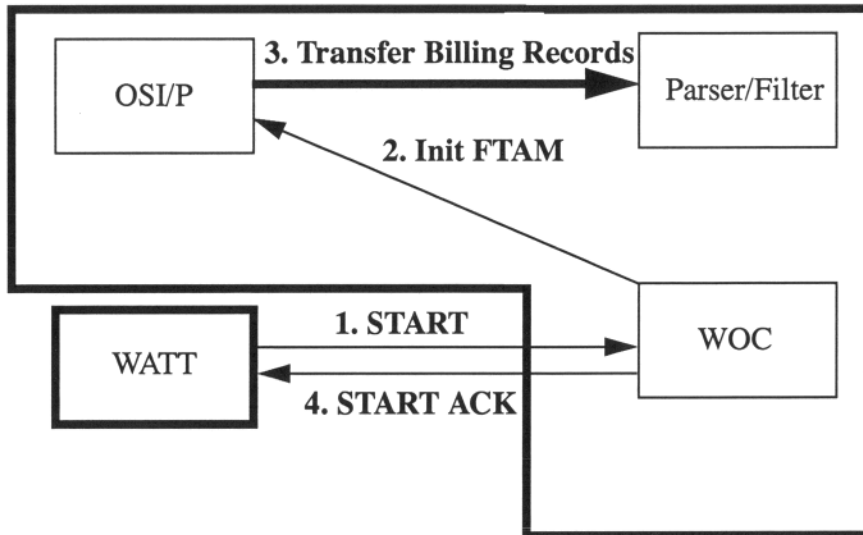 3. Transfer Billing Records
OSI/P
Parser/Filter
2. Init FTAM
1. START
WATT
WOC
4. START ACK